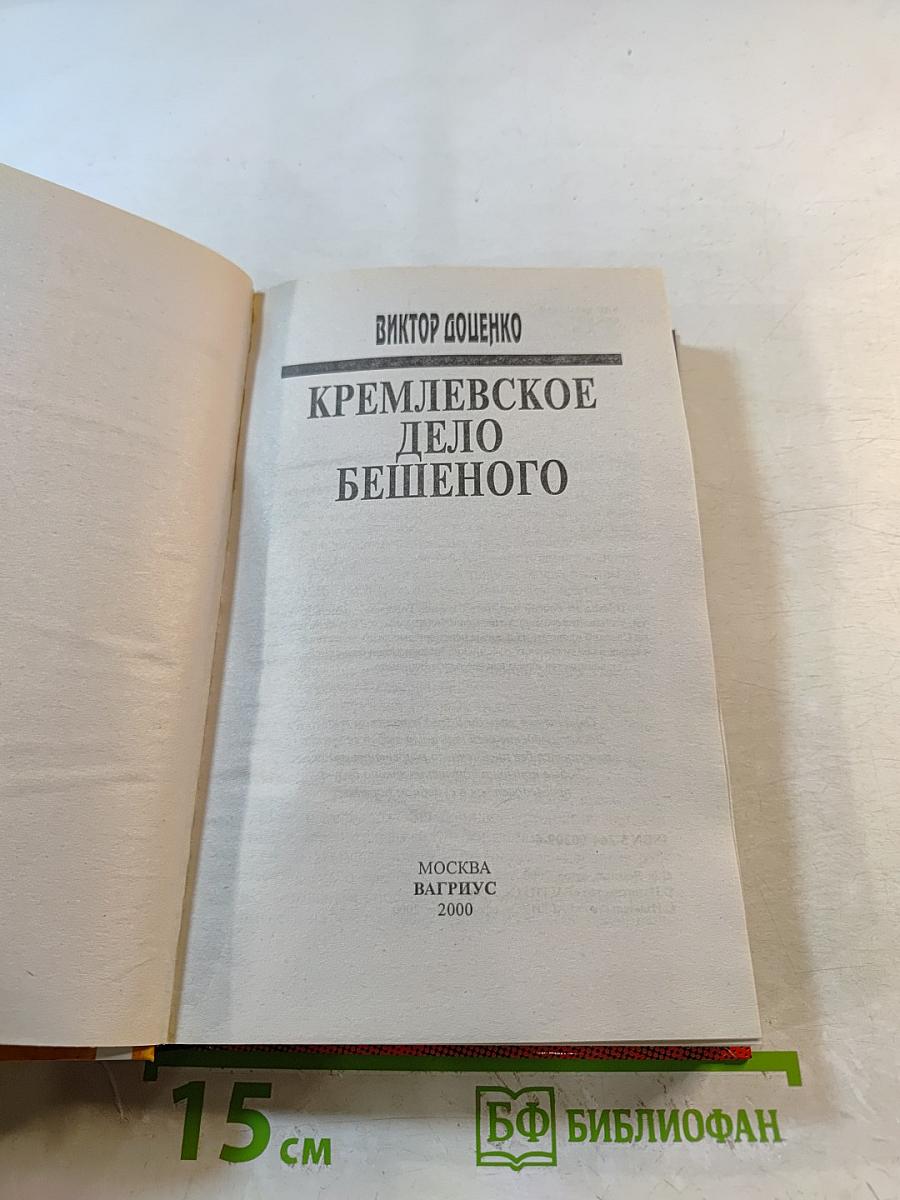 ВИКТОР ДОЦЕНКО
КРЕМЛЕВСКОЕ
ДЕЛО
БЕШЕНОГО
МОСКВА
ВАГРИУС
2000
15 см
БФ БИБЛИОФАН